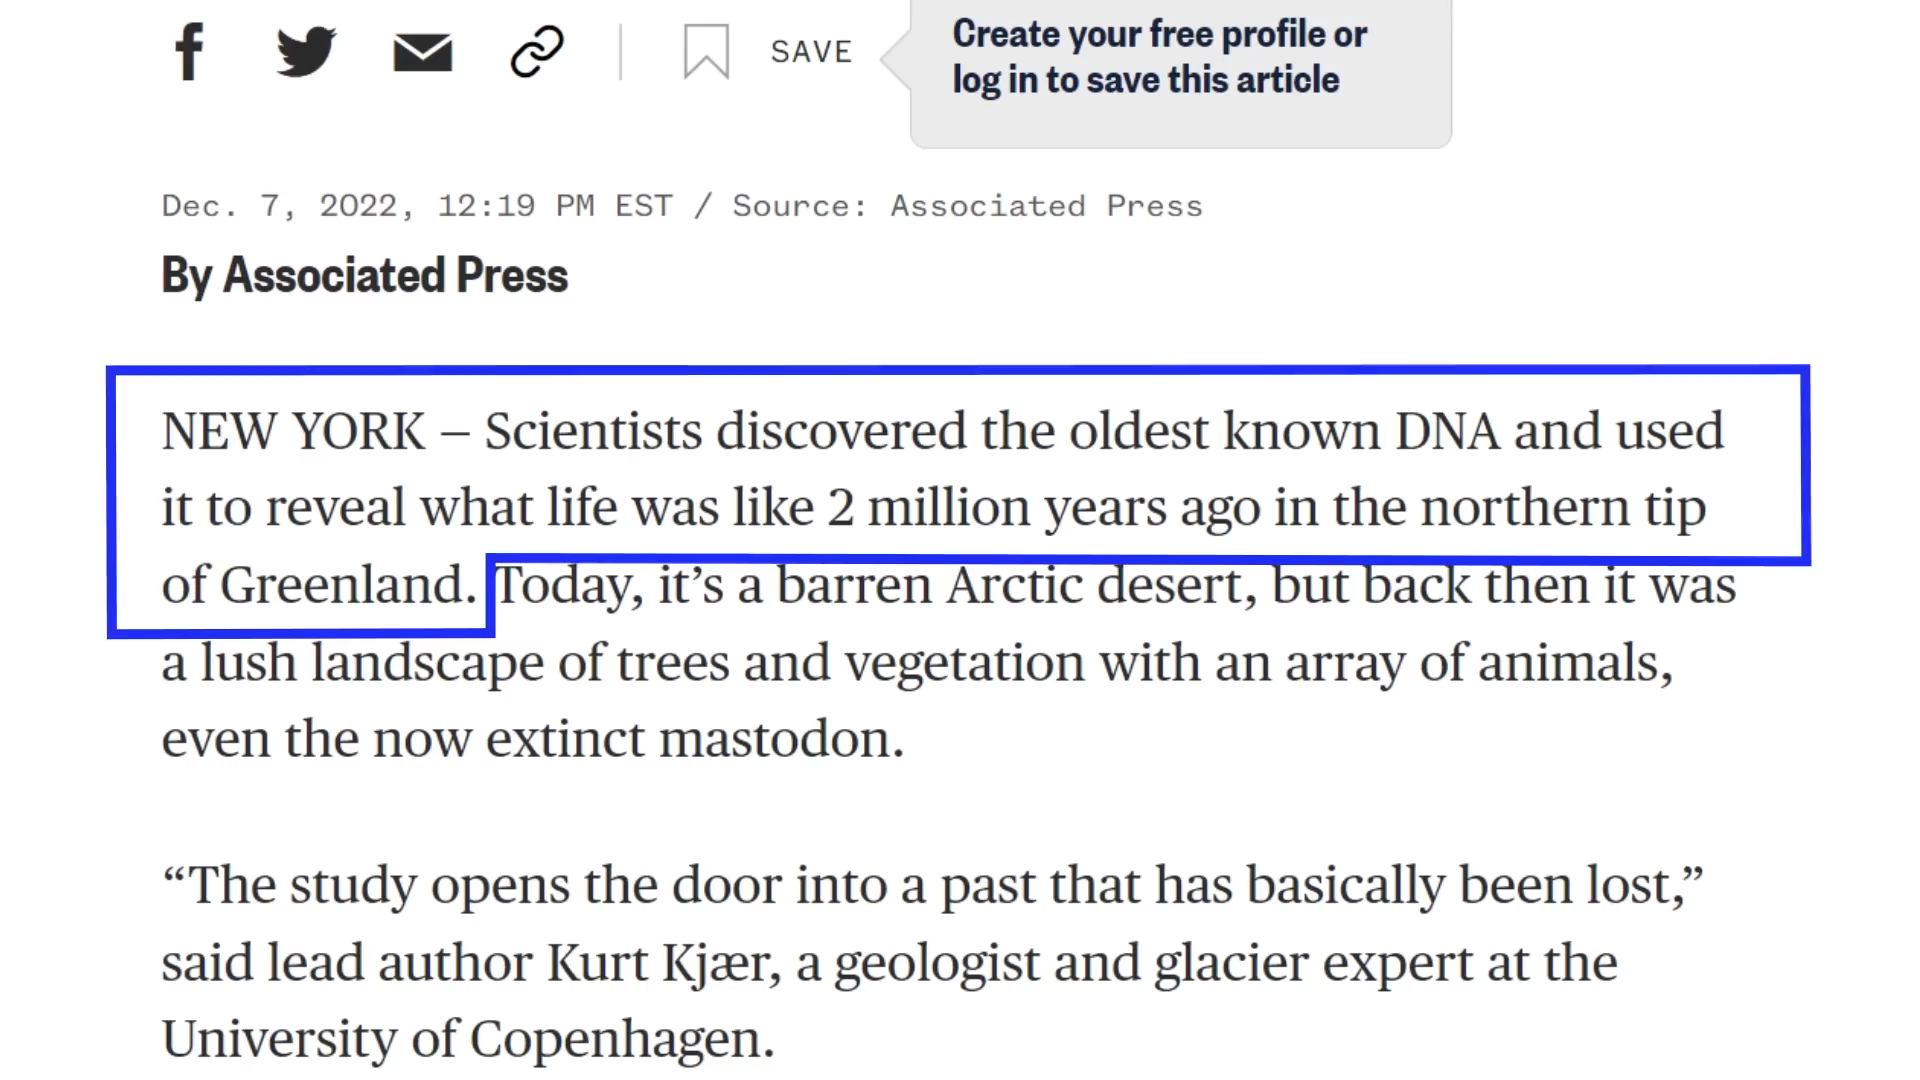 SAVE
Create your free profile or
log in to save this article
Dec. 7, 2022, 12:19 PM EST / Source: Associated Press
By Associated Press
NEW YORK — Scientists discovered the oldest known DNA and used
it to reveal what life was like 2 million years ago in the northern tip
of Greenland. Today, it’s a barren Arctic desert, but back then it was
a lush landscape of trees and vegetation with an array of animals,
even the now extinct mastodon.
“The study opens the door into a past that has basically been lost,”
said lead author Kurt Kjær, a geologist and glacier expert at the
University of Copenhagen.